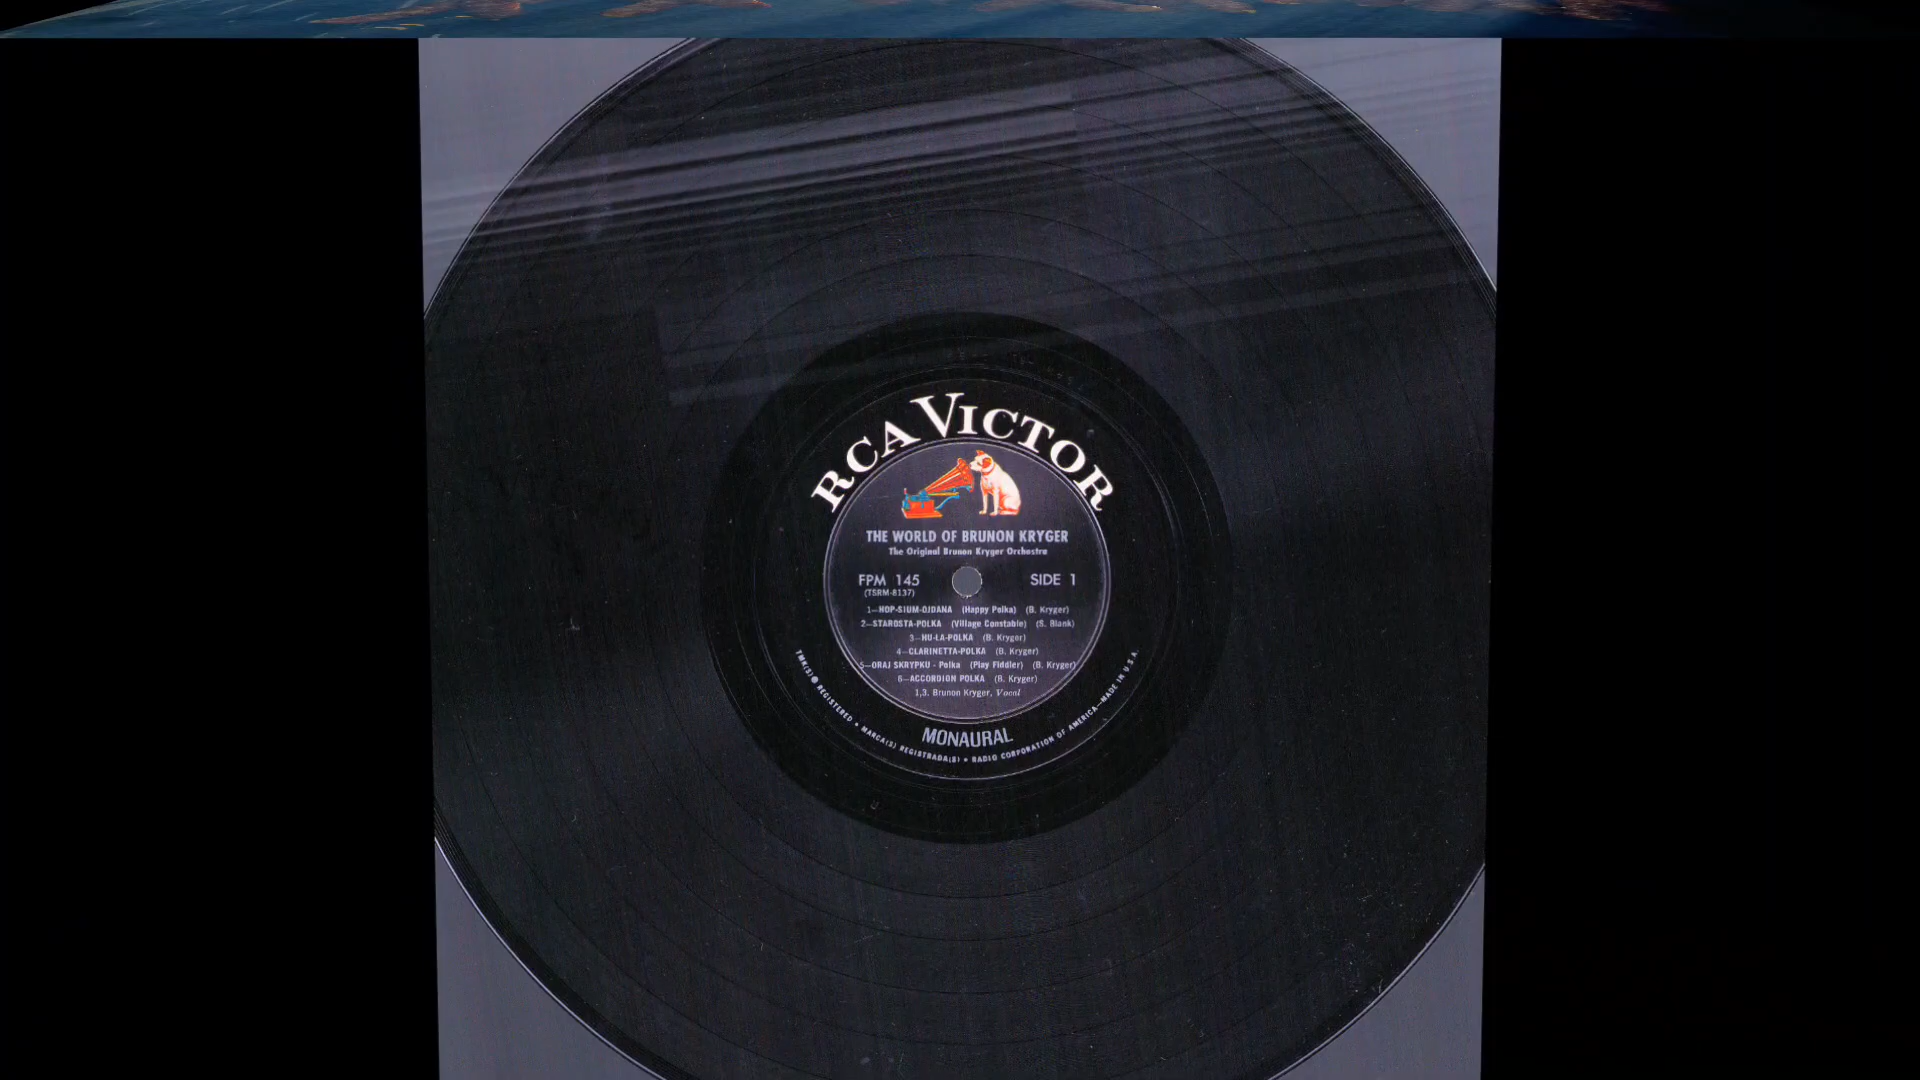 RCA VICTOR
THE WORLD OF BRUNON KRYGER
The Original Brunon Kryger Orchestra
FPM 145
SIDE 1
(TSRM-8137)
1—HOP-SIUM-OJDANA (Happy Polka) (B. Kryger)
2—STAROSTA-POLKA (Village Constable) (S. Blank)
3—HU-LA-POLKA (B. Kryger)
4—CLARINETTA-POLKA (B. Kryger)
5—ORAJ SKRYPKU - Polka (Play Fiddler) (B. Kryger)
6—ACCORDION POLKA (B. Kryger)
1,3. Brunon Kryger, Vocal
MONAURAL
TMK(S) ® REGISTERED • MARCA(S) REGISTRADA(S) • RADIO CORPORATION OF AMERICA—MADE IN U.S.A.